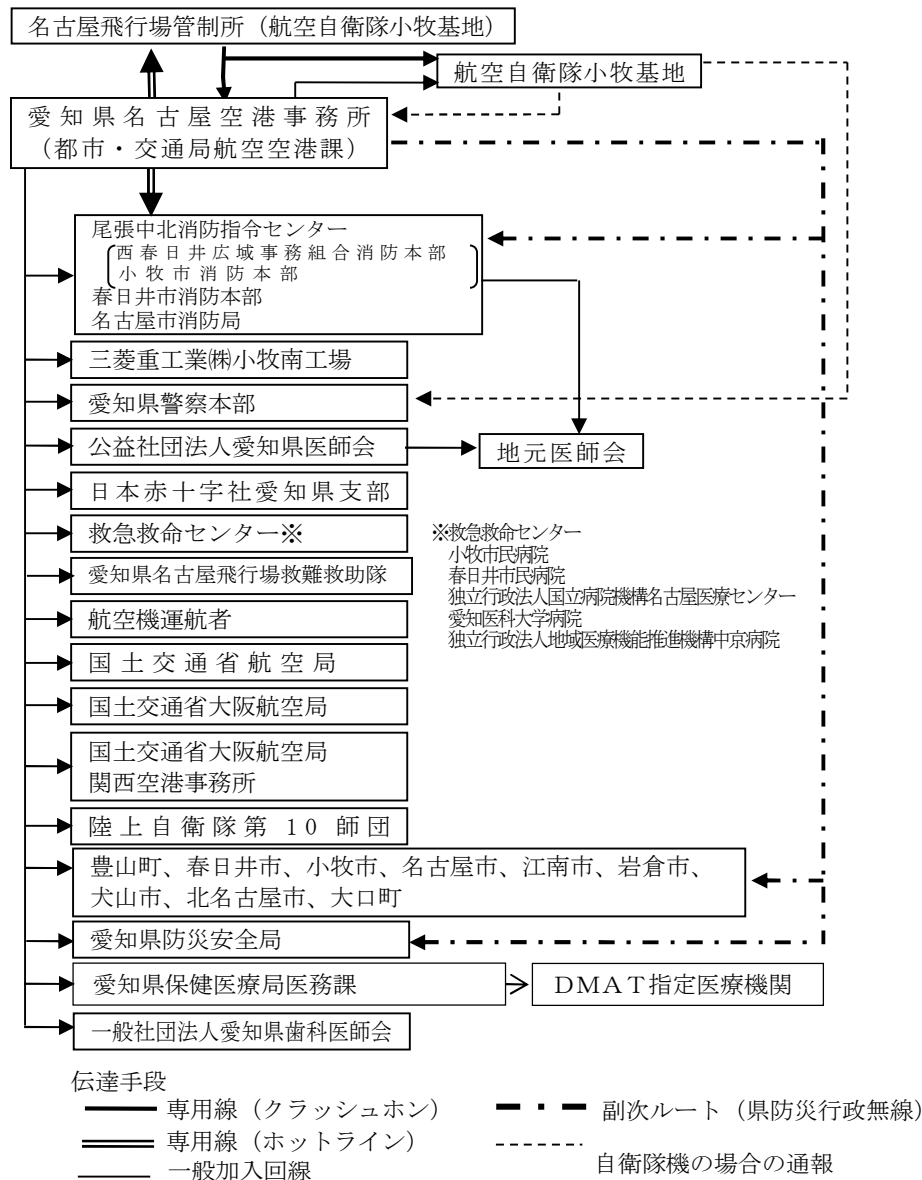 名古屋飛行場管制所（航空自衛隊小牧基地）
航空自衛隊小牧基地
愛知県名古屋空港事務所
（都市・交通局航空空港課）
尾張中北消防指令センター
西春日井広域事務組合消防本部
小牧市消防本部
春日井市消防本部
名古屋市消防局
三菱重工業㈱小牧南工場
愛知県警察本部
公益社団法人愛知県医師会
地元医師会
日本赤十字社愛知県支部
救急救命センター※
※救急救命センター
小牧市民病院
春日井市民病院
独立行政法人国立病院機構名古屋医療センター
愛知医科大学病院
独立行政法人地域医療機能推進機構中京病院
愛知県名古屋飛行場救難救助隊
航空機運航者
国土交通省航空局
国土交通省大阪航空局
国土交通省大阪航空局
関西空港事務所
陸上自衛隊第10師団
豊山町、春日井市、小牧市、名古屋市、江南市、岩倉市、
犬山市、北名古屋市、大口町
愛知県防災安全局
愛知県保健医療局医務課
ＤＭＡＴ指定医療機関
一般社団法人愛知県歯科医師会
伝達手段
専用線（クラッシュホン）
専用線（ホットライン）
一般加入回線
副次ルート（県防災行政無線）
自衛隊機の場合の通報